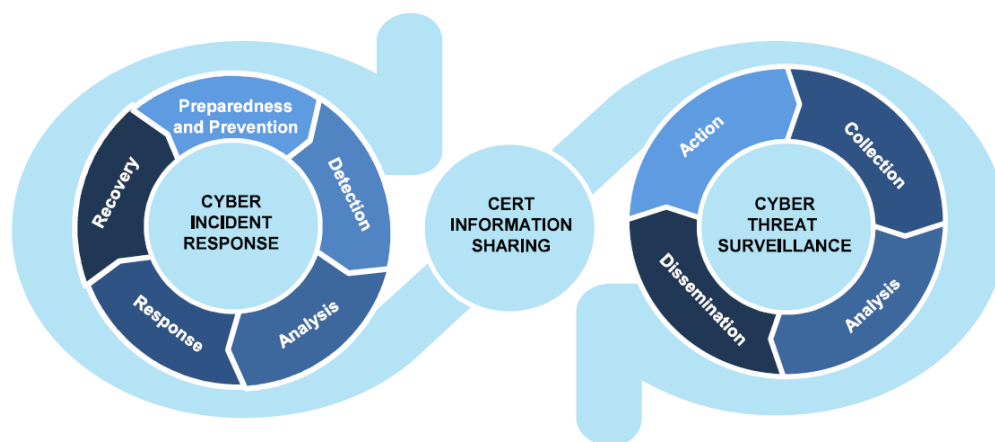 Preparedness
and Prevention
Detection
Analysis
Response
Recovery
CYBER
INCIDENT
RESPONSE
CERT
INFORMATION
SHARING
Action
Collection
Analysis
Dissemination
CYBER
THREAT
SURVEILLANCE